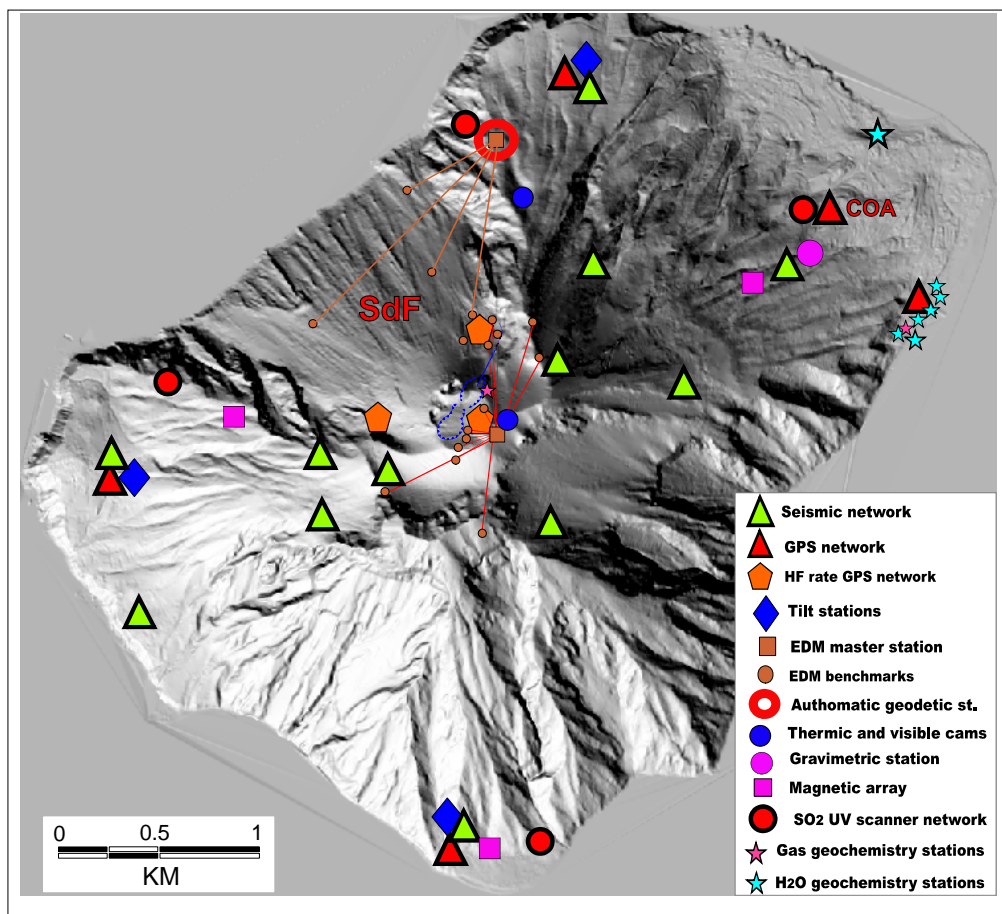 COA
SdF
Seismic network
GPS network
HF rate GPS network
Tilt stations
EDM master station
EDM benchmarks
Authomatic geodetic st.
Thermic and visible cams
Gravimetric station
Magnetic array
SO2 UV scanner network
Gas geochemistry stations
H2O geochemistry stations
0 0.5 1
KM